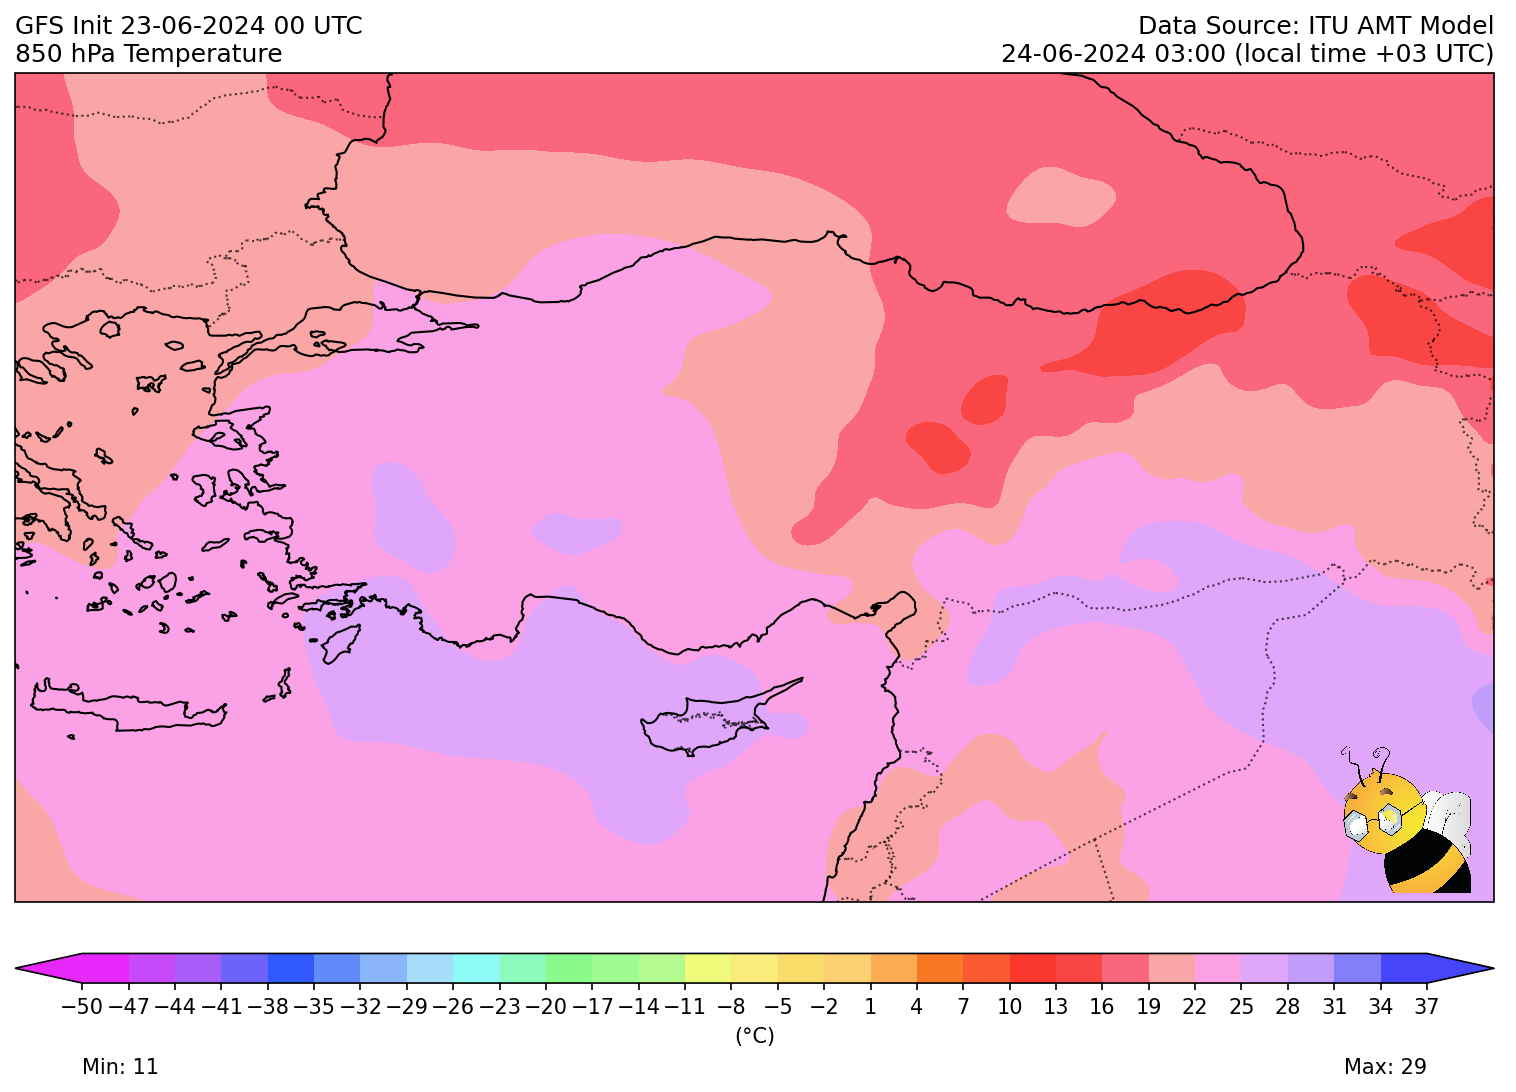 GFS Init 23-06-2024 00 UTC
850 hPa Temperature
Data Source: ITU AMT Model
24-06-2024 03:00 (local time +03 UTC)
−50 −47 −44 −41 −38 −35 −32 −29 −26 −23 −20 −17 −14 −11 −8 −5 −2 1 4 7 10 13 16 19 22 25 28 31 34 37
(°C)
Min: 11
Max: 29